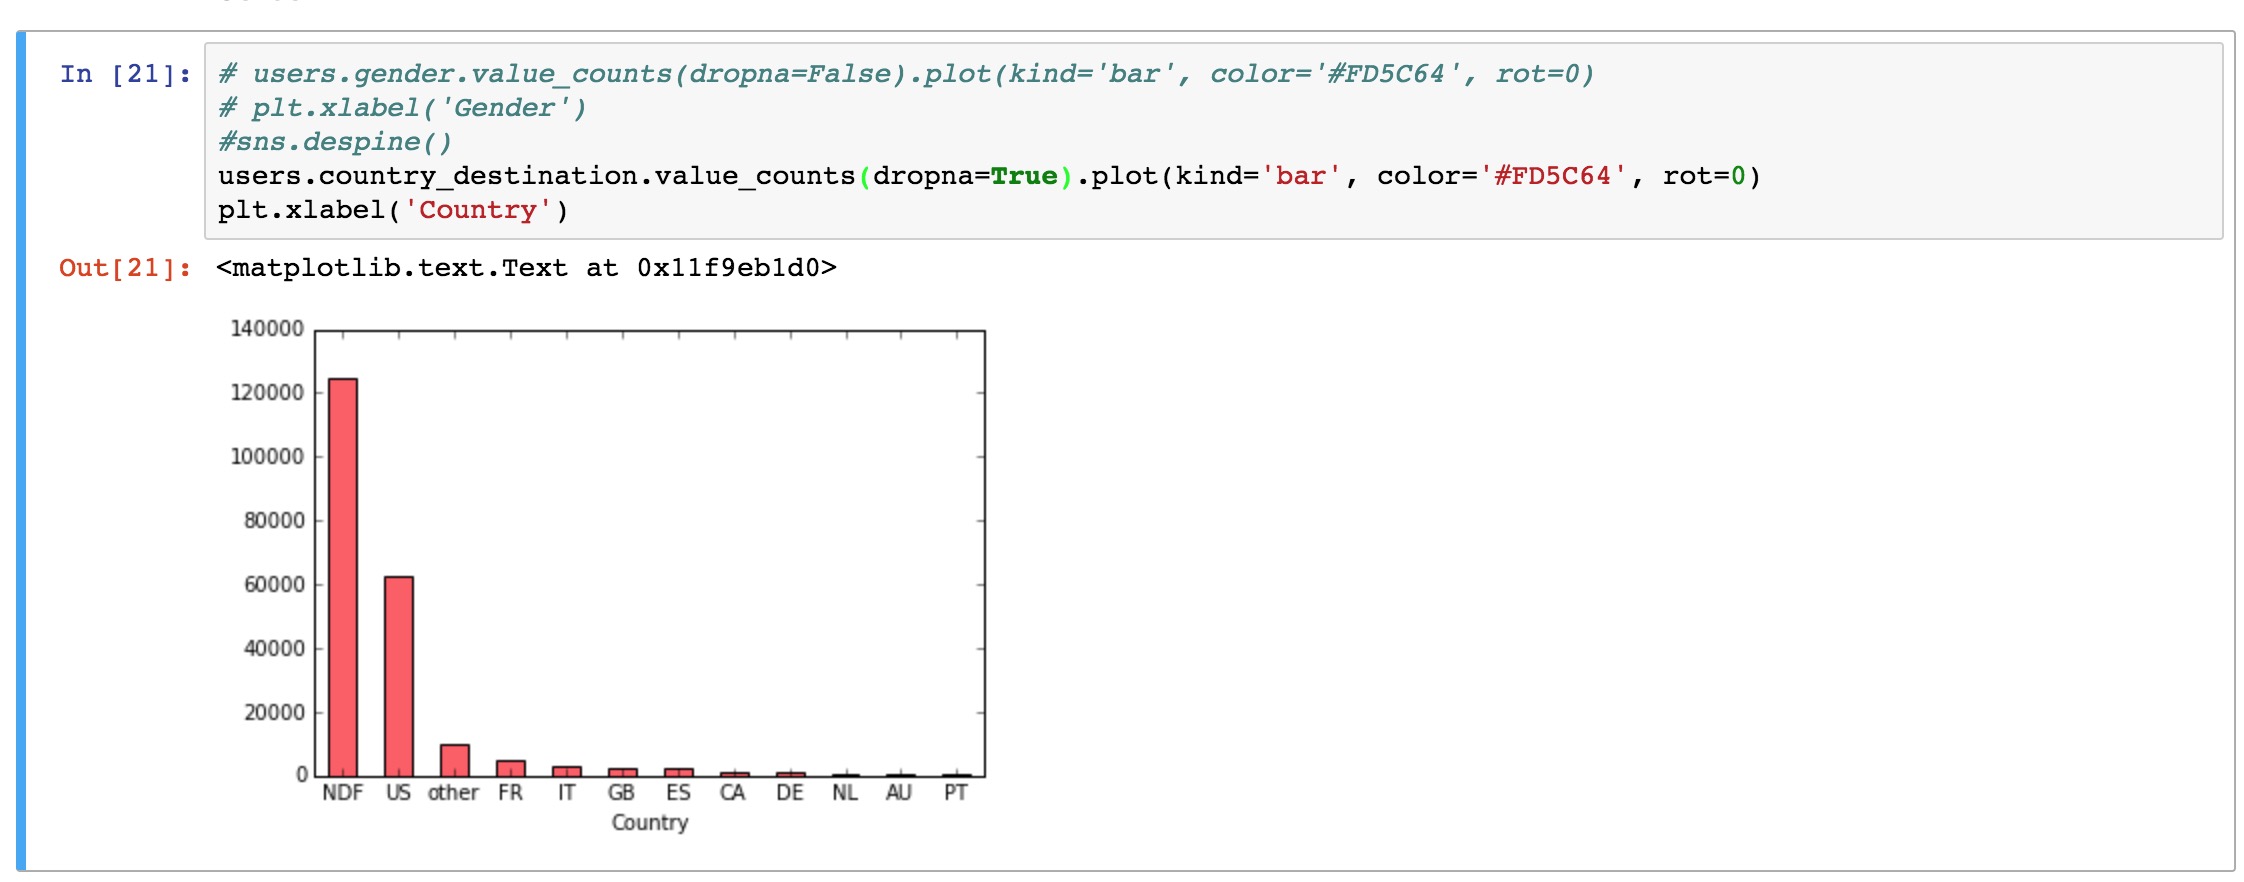 In [21]: # users.gender.value_counts(dropna=False).plot(kind='bar', color='#FD5C64', rot=0)
# plt.xlabel('Gender')
#sns.despine()
users.country_destination.value_counts(dropna=True).plot(kind='bar', color='#FD5C64', rot=0)
plt.xlabel('Country')
Out[21]: <matplotlib.text.Text at 0x11f9eb1d0>
140000
120000
100000
80000
60000
40000
20000
0
NDF US other FR IT GB ES CA DE NL AU PT
Country